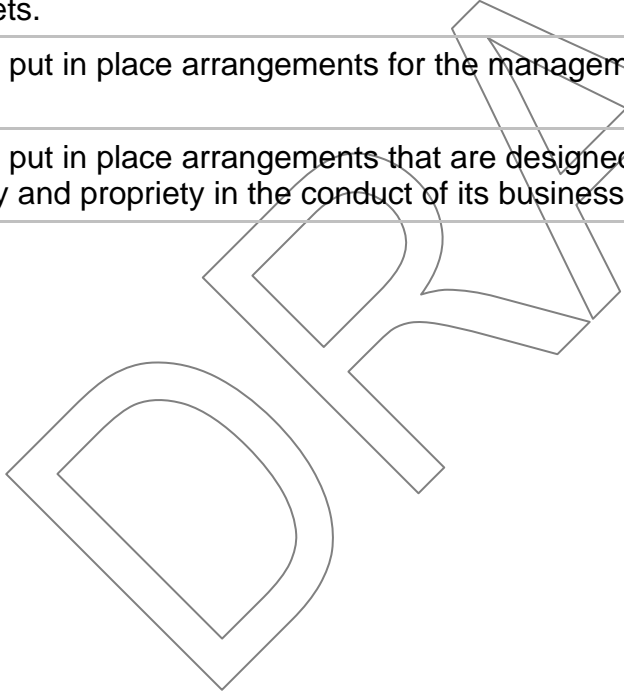 ets.
put in place arrangements for the managem
put in place arrangements that are designed
y and propriety in the conduct of its business
DRA